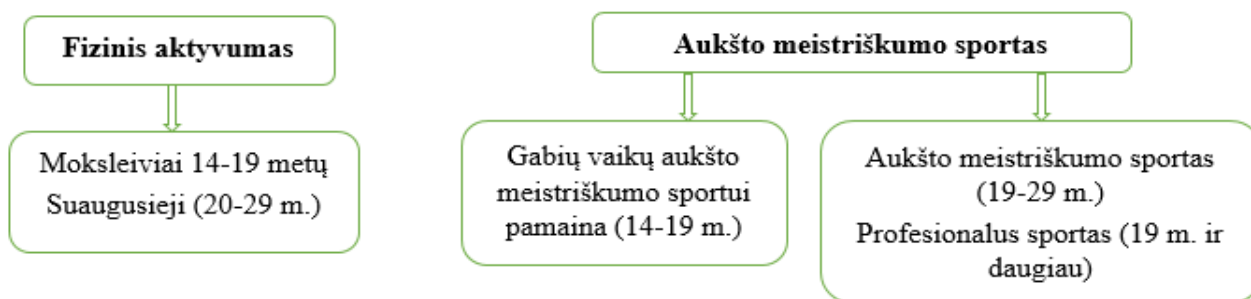 Fizinis aktyvumas
Moksleiviai 14-19 metų
Suaugusieji (20-29 m.)
Aukšto meistriškumo sportas
Gabių vaikų aukšto
meistriškumo sportui
pamaina (14-19 m.)
Aukšto meistriškumo sportas
(19-29 m.)
Profesionalus sportas (19 m. ir
daugiau)